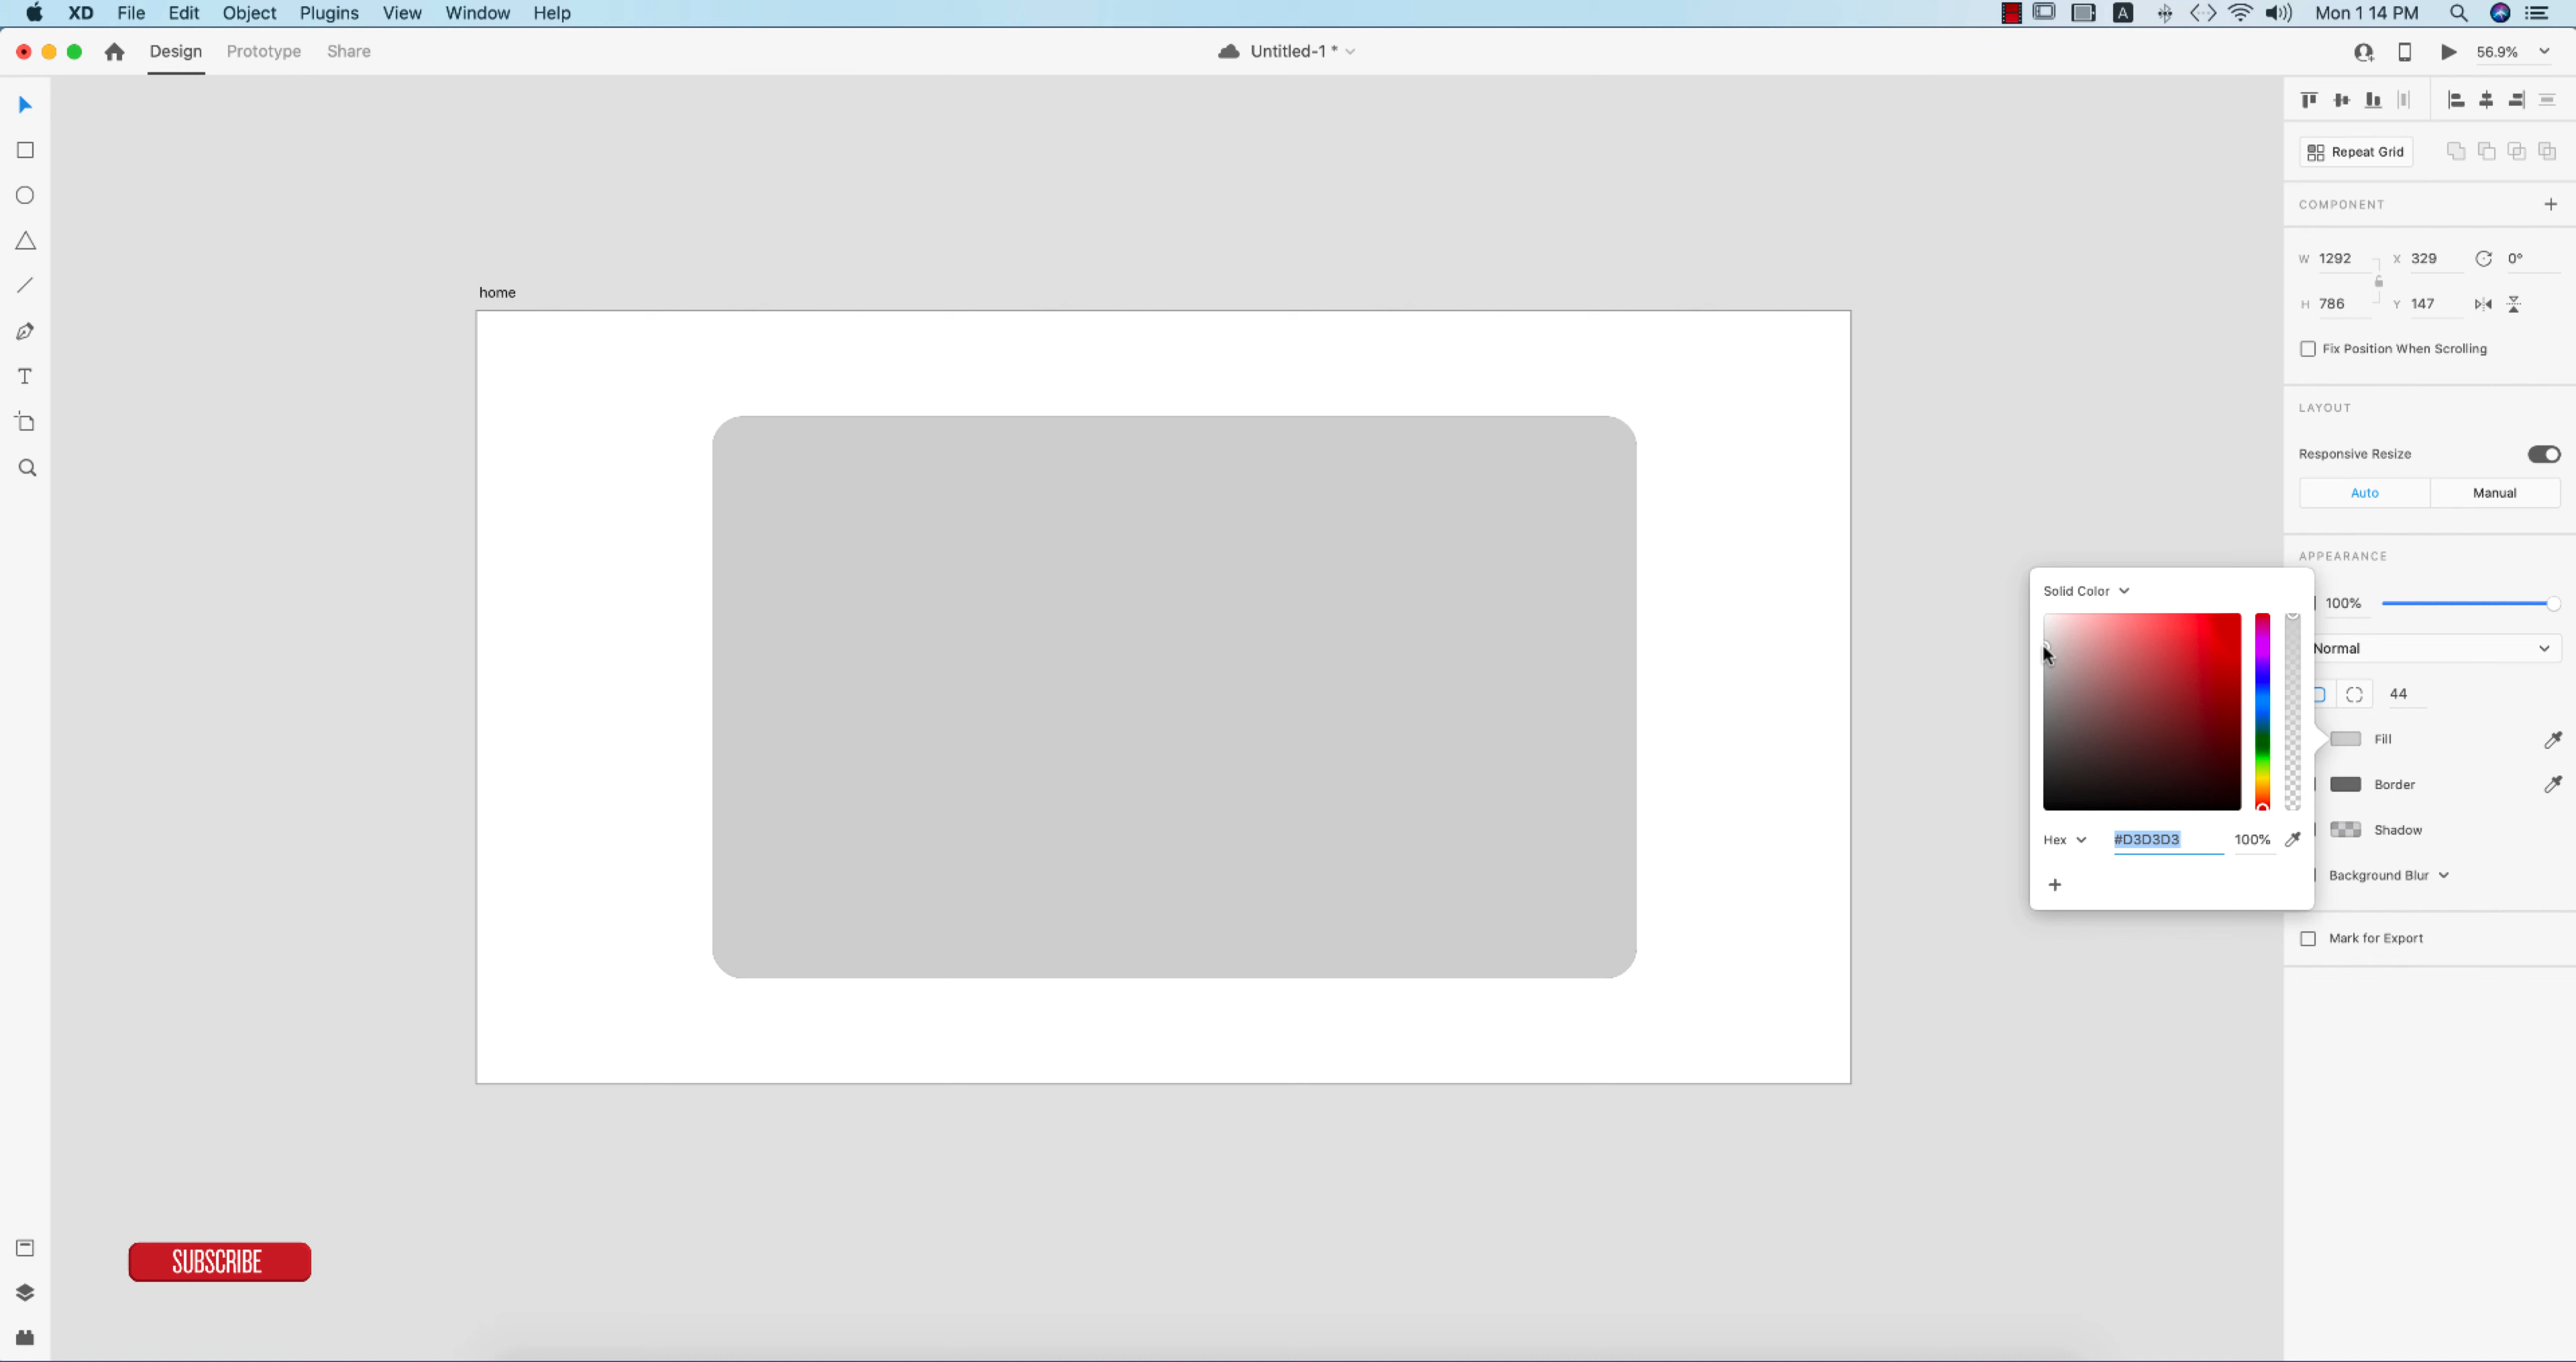 XD File Edit Object Plugins View Window Help
A Mon 1 14 PM
Design Prototype Share
Untitled-1 *
56.9%
Repeat Grid
COMPONENT
W 1292 X 329 0°
H 786 Y 147
Fix Position When Scrolling
LAYOUT
Responsive Resize
Auto Manual
APPEARANCE
100%
Normal
44
Fill
Border
Shadow
Background Blur
Mark for Export
Solid Color
Hex #D3D3D3 100%
home
T
SUBSCRIBE